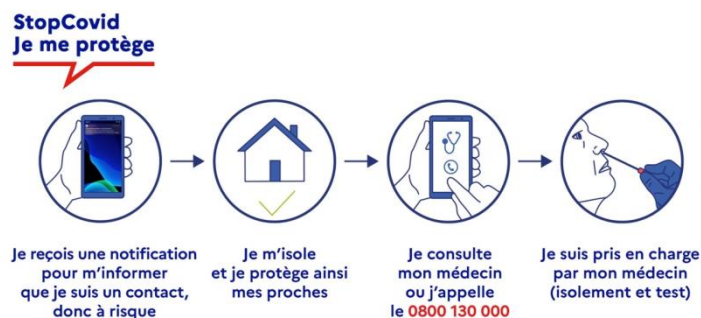 StopCovid
Je me protège
Je reçois une notification
pour m'informer
que je suis un contact,
donc à risque
Je m'isole
et je protège ainsi
mes proches
Je consulte
mon médecin
ou j'appelle
le 0800 130 000
Je suis pris en charge
par mon médecin
(isolement et test)